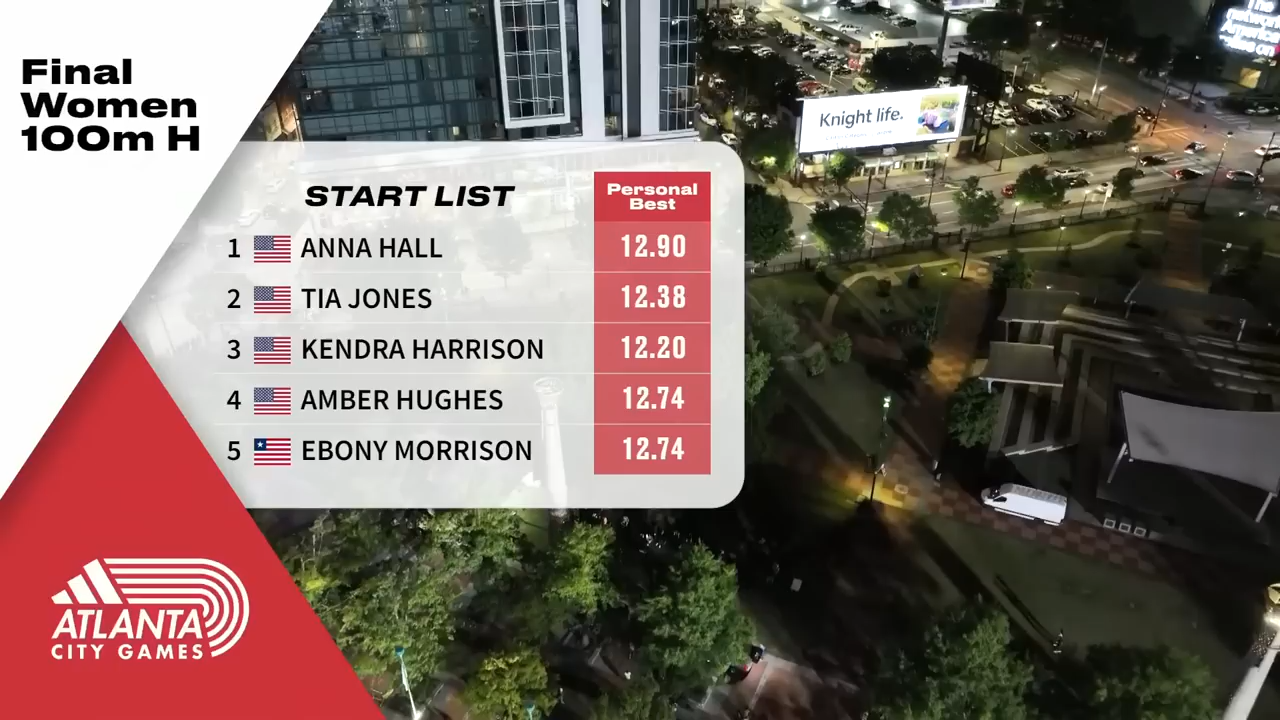 Final
Women
100m H
START LIST
Personal
Best
1 ANNA HALL 12.90
2 TIA JONES 12.38
3 KENDRA HARRISON 12.20
4 AMBER HUGHES 12.74
5 EBONY MORRISON 12.74
Knight life.
ATLANTA
CITY GAMES